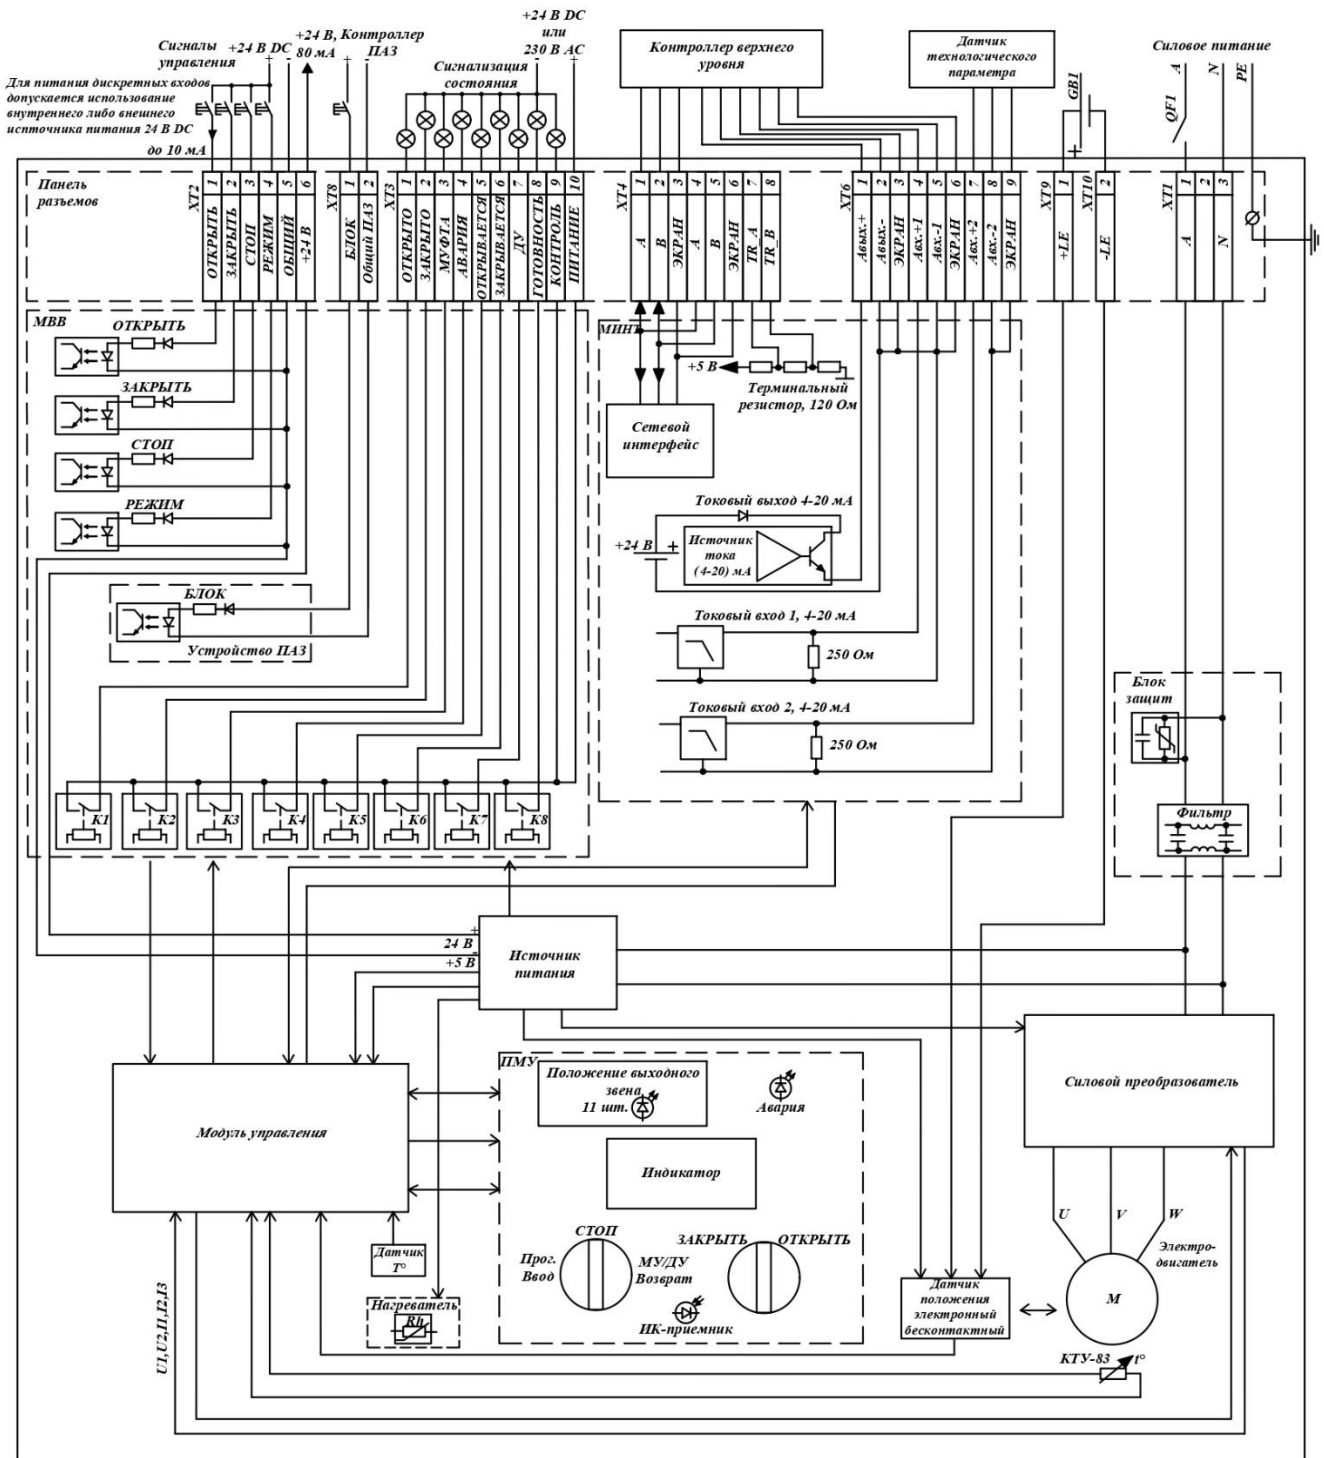 Сигналы
управления
+24 В DC
+ -
+24 В,
80 мА
Контроллер
ПАЗ
+ -
+24 В DC
или
230 В AC
- +
Сигнализация
состояния
Контроллер верхнего
уровня
Датчик
технологического
параметра
Силовое питание
A
N
PE
QF1
GB1
+
Для питания дискретных входов
допускается использование
внутреннего либо внешнего
испточника питания 24 В DC
до 10 мА
Панель
разъемов
XT2
1 2 3 4 5 6
ОТКРЫТЬ
ЗАКРЫТЬ
СТОП
РЕЖИМ
ОБЩИЙ
+24 В
XT8
1 2
БЛОК
Общий ПАЗ
XT3
1 2 3 4 5 6 7 8 9 10
ОТКРЫТО
ЗАКРЫТО
МУФТА
АВАРИЯ
ОТКРЫВАЕТСЯ
ЗАКРЫВАЕТСЯ
ДУ
ГОТОВНОСТЬ
КОНТРОЛЬ
ПИТАНИЕ
XT4
1 2 3 4 5 6 7 8
A
B
ЭКРАН
A
B
ЭКРАН
TR_A
TR_B
XT6
1 2 3 4 5 6 7 8 9
Авых.+
Авых.-
ЭКРАН
Авх.+1
Авх.-1
ЭКРАН
Авх.+2
Авх.-2
ЭКРАН
XT9
1
+LE
XT10
2
-LE
XT1
1 2 3
A
N
МВВ
ОТКРЫТЬ
ЗАКРЫТЬ
СТОП
РЕЖИМ
БЛОК
Устройство ПАЗ
K1
K2
K3
K4
K5
K6
K7
K8
МИНТ
+5 В
Терминальный
резистор, 120 Ом
Сетевой
интерфейс
Токовый выход 4-20 мА
+24 В
+
Источник
тока
(4-20) мА
Токовый вход 1, 4-20 мА
250 Ом
Токовый вход 2, 4-20 мА
250 Ом
Блок
защит
Фильтр
+
24 В
-
+5 В
Источник
питания
Силовой преобразователь
Модуль управления
ПМУ
Положение выходного
звена
11 шт.
Авария
Индикатор
СТОП
Прог.
Ввод
МУ/ДУ
Возврат
ЗАКРЫТЬ
ОТКРЫТЬ
ИК-приемник
Датчик
T°
Нагреватель
Rh
Датчик
положения
электронный
бесконтактный
U
V
W
Электро-
двигатель
M
КТУ-83
t°
U1,U2,I1,I2,I3